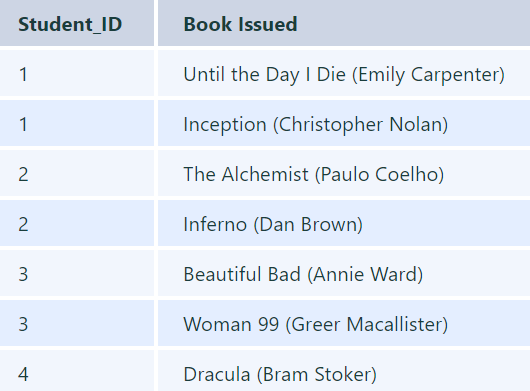 Student_ID Book Issued
1 Until the Day I Die (Emily Carpenter)
1 Inception (Christopher Nolan)
2 The Alchemist (Paulo Coelho)
2 Inferno (Dan Brown)
3 Beautiful Bad (Annie Ward)
3 Woman 99 (Greer Macallister)
4 Dracula (Bram Stoker)